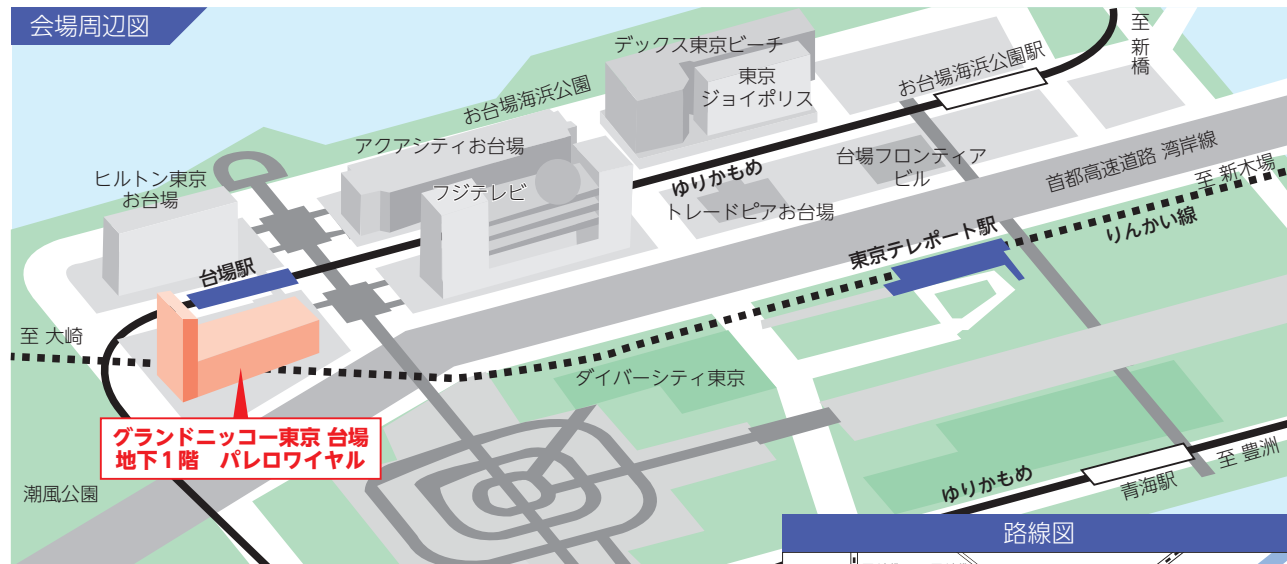 会場周辺図
デックス東京ビーチ
東京
ジョイポリス
お台場海浜公園駅
至 新橋
お台場海浜公園
アクアシティお台場
フジテレビ
ヒルトン東京
お台場
ゆりかもめ
台場フロンティア
ビル
トレードピアお台場
首都高速道路 湾岸線
至 新木場
りんかい線
東京テレポート駅
台場駅
至 大崎
ダイバーシティ東京
グランドニッコー東京 台場
地下1階 パレロワイヤル
潮風公園
ゆりかもめ
青海駅
至 豊洲
路線図